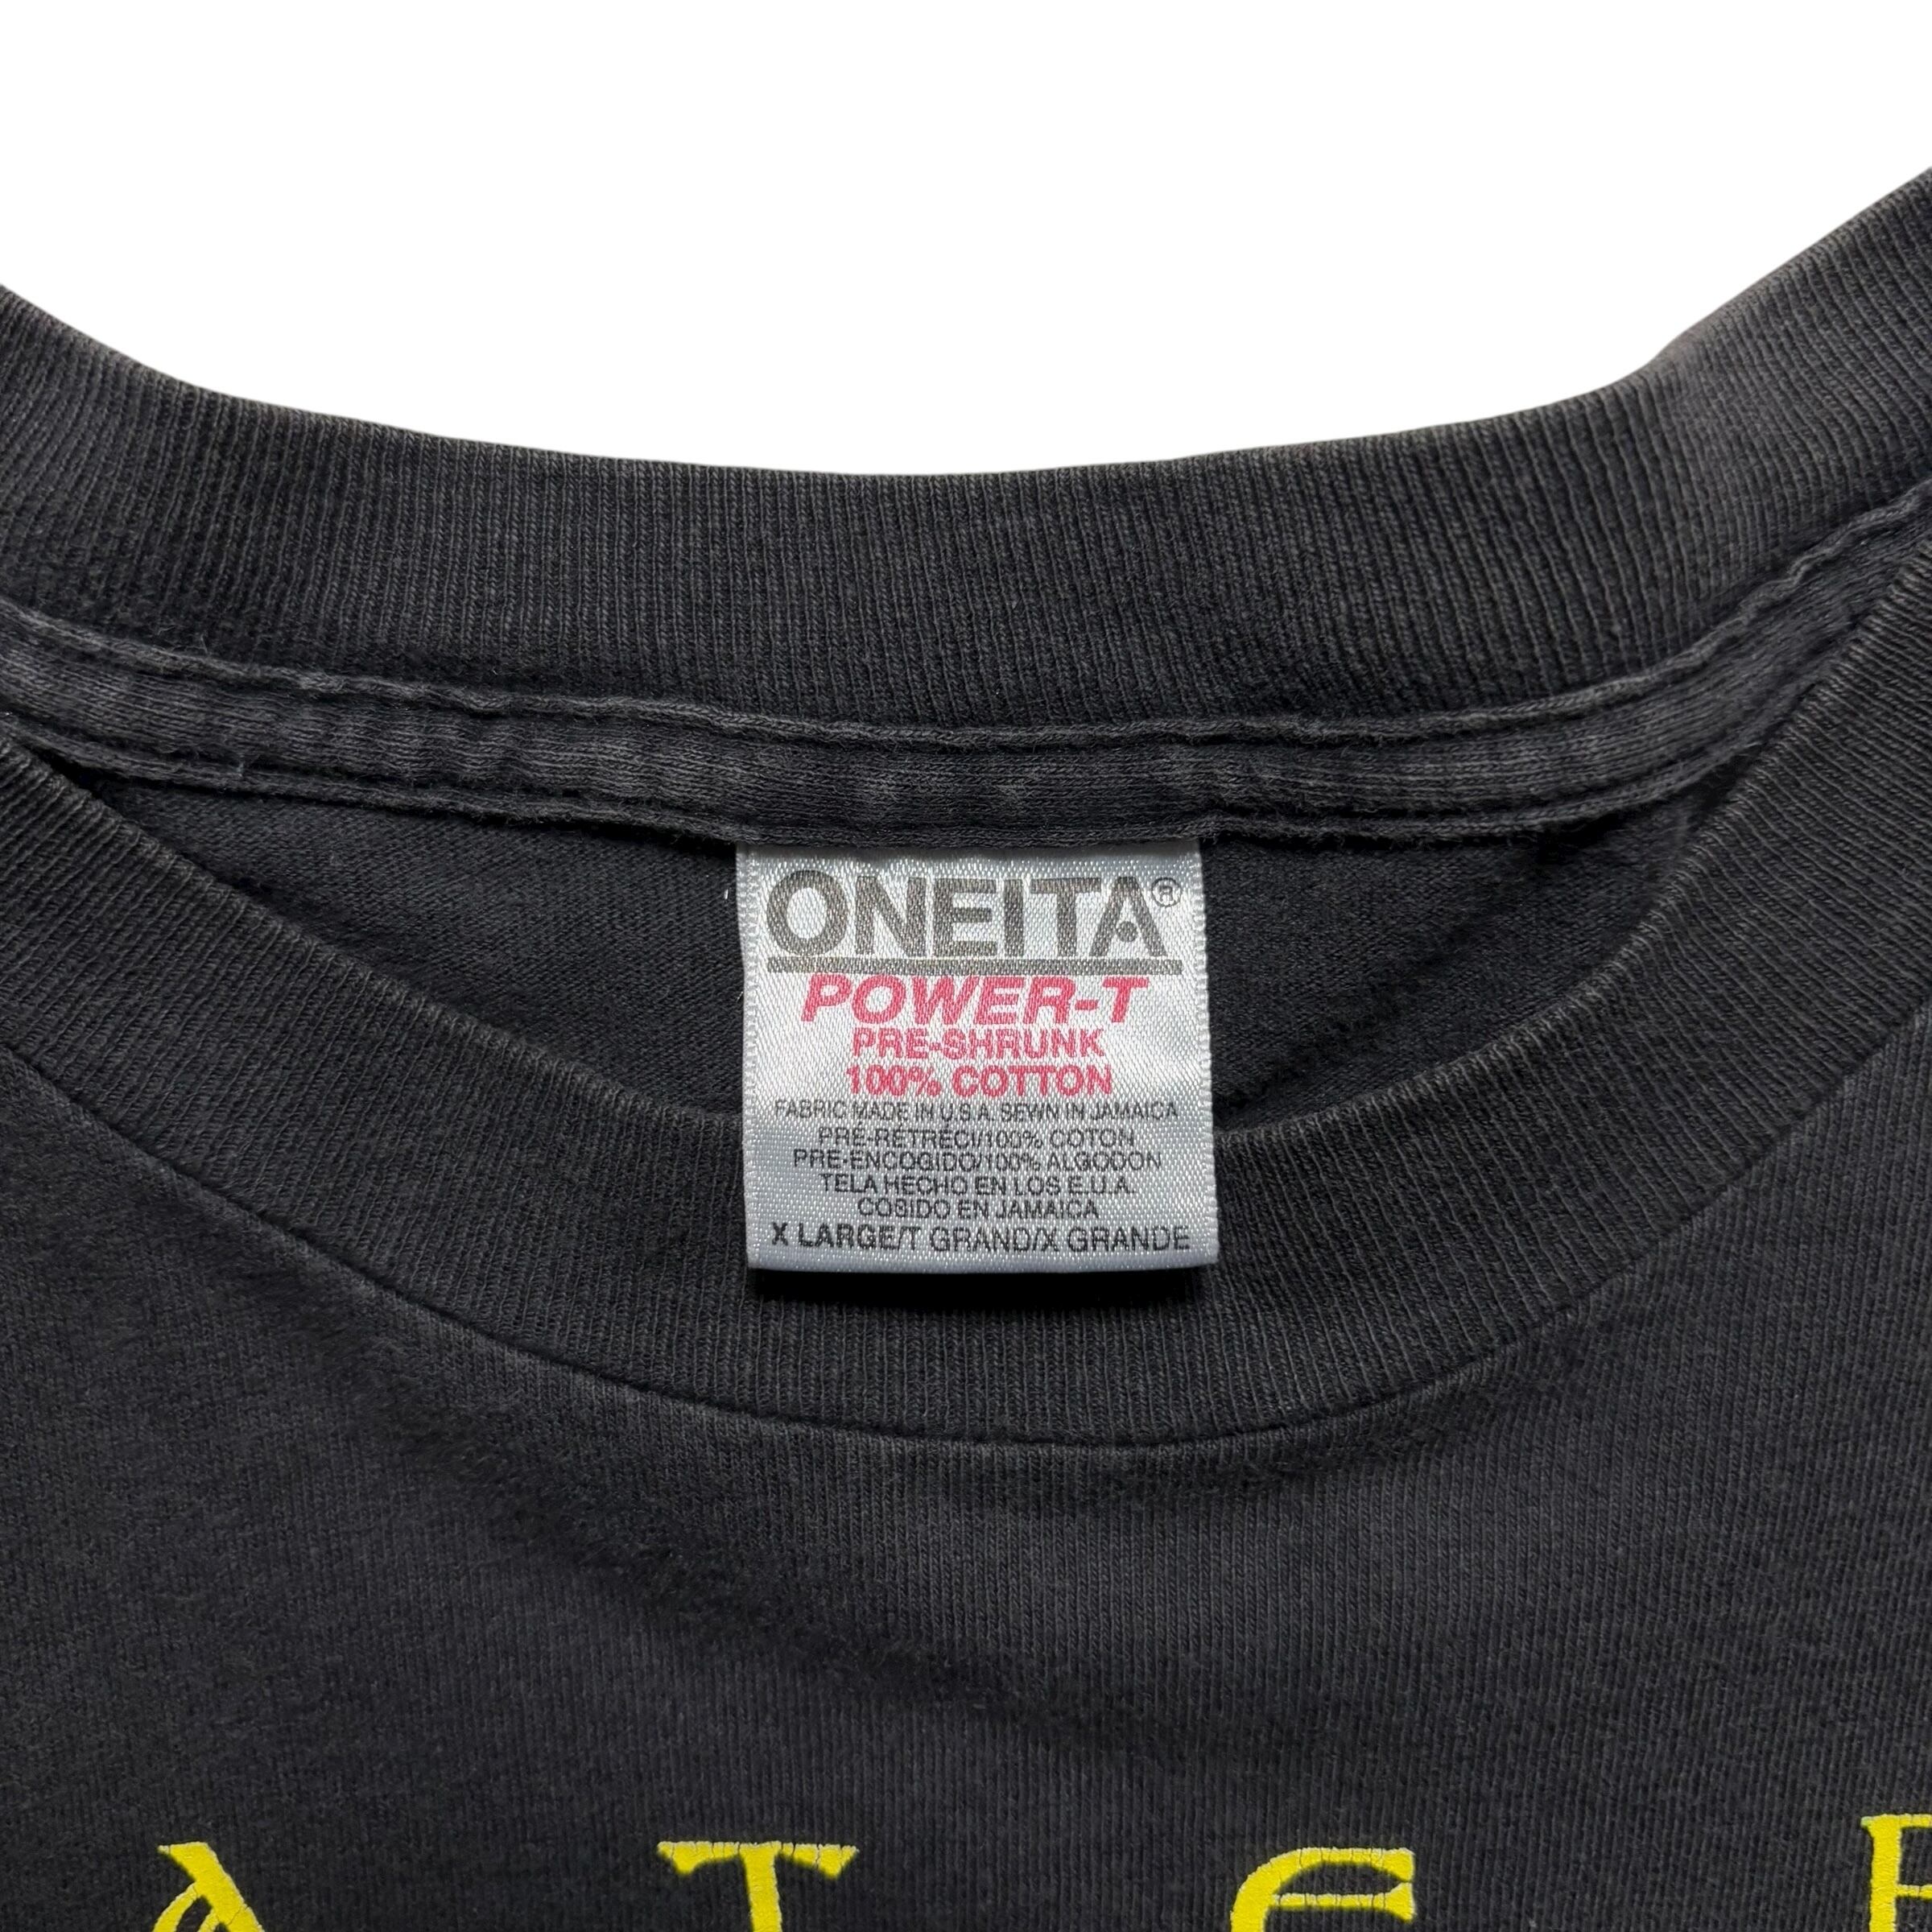 ONEITA®
POWER-T
PRE-SHRUNK
100% COTTON
FABRIC MADE IN U.S.A. SEWN IN JAMAICA
PRÉ-RÉTRÉCI/100% COTON
PRE-ENCOGIDO/100% ALGODON
TELA HECHO EN LOS E.U.A.
COSIDO EN JAMAICA
X LARGE/T GRAND/X GRANDE
A T E